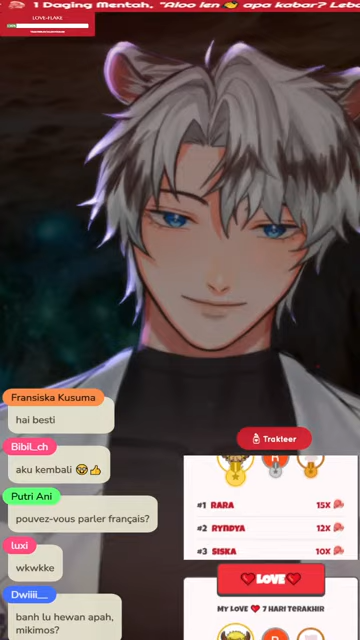 1 Daging Mentah, "Aloo len 🤏 apa kabar? Leba
LOVE-FLAKE
Fransiska Kusuma
hai besti
Bibil_ch
aku kembali 🤓👍
Putri Ani
pouvez-vous parler français?
luxi
wkwkke
Dwiiii__
banh lu hewan apah,
mikimos?
Trakteer
#1 RARA 15X
#2 RYNDYA 12X
#3 SISKA 10X
LOVE
MY LOVE ❤ 7 HARI TERAKHIR